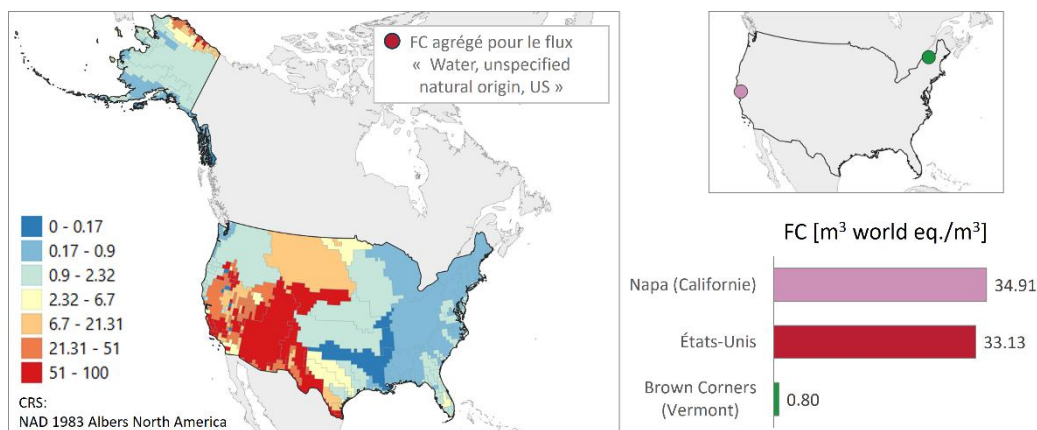 FC agrégé pour le flux
« Water, unspecified
natural origin, US »
0 - 0.17
0.17 - 0.9
0.9 - 2.32
2.32 - 6.7
6.7 - 21.31
21.31 - 51
51 - 100
CRS:
NAD 1983 Albers North America
FC [m³ world eq./m³]
Napa (Californie)
34.91
États-Unis
33.13
Brown Corners
(Vermont)
0.80